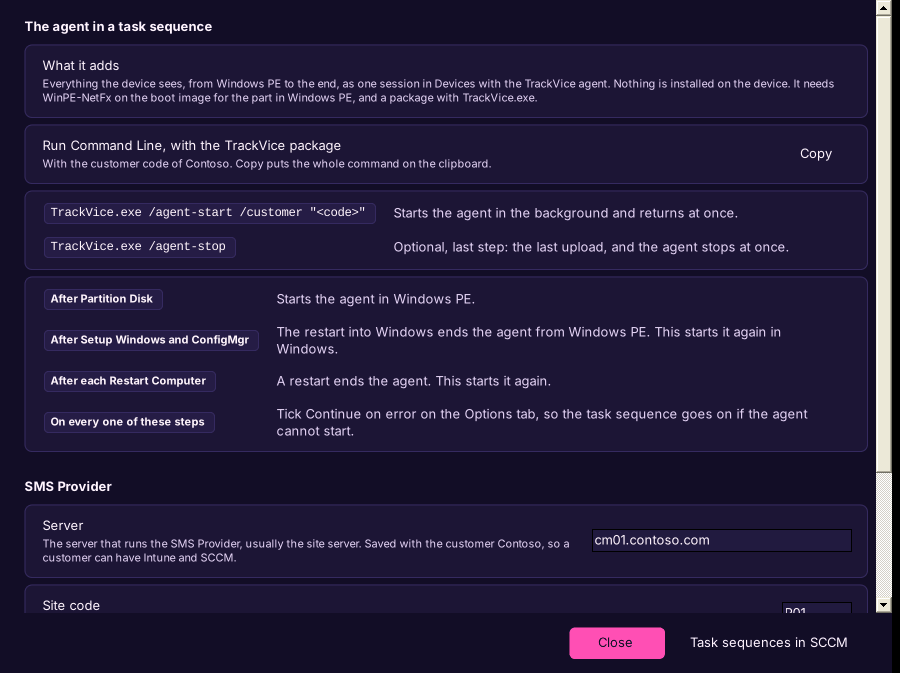 The agent in a task sequence
What it adds
Everything the device sees, from Windows PE to the end, as one session in Devices with the TrackVice agent. Nothing is installed on the device. It needs
WinPE-NetFx on the boot image for the part in Windows PE, and a package with TrackVice.exe.
Run Command Line, with the TrackVice package
With the customer code of Contoso. Copy puts the whole command on the clipboard.
Copy
TrackVice.exe /agent-start /customer "<code>"
Starts the agent in the background and returns at once.
TrackVice.exe /agent-stop
Optional, last step: the last upload, and the agent stops at once.
After Partition Disk
Starts the agent in Windows PE.
After Setup Windows and ConfigMgr
The restart into Windows ends the agent from Windows PE. This starts it again in
Windows.
After each Restart Computer
A restart ends the agent. This starts it again.
On every one of these steps
Tick Continue on error on the Options tab, so the task sequence goes on if the agent
cannot start.
SMS Provider
Server
The server that runs the SMS Provider, usually the site server. Saved with the customer Contoso, so a
customer can have Intune and SCCM.
cm01.contoso.com
Site code
P01
Close
Task sequences in SCCM